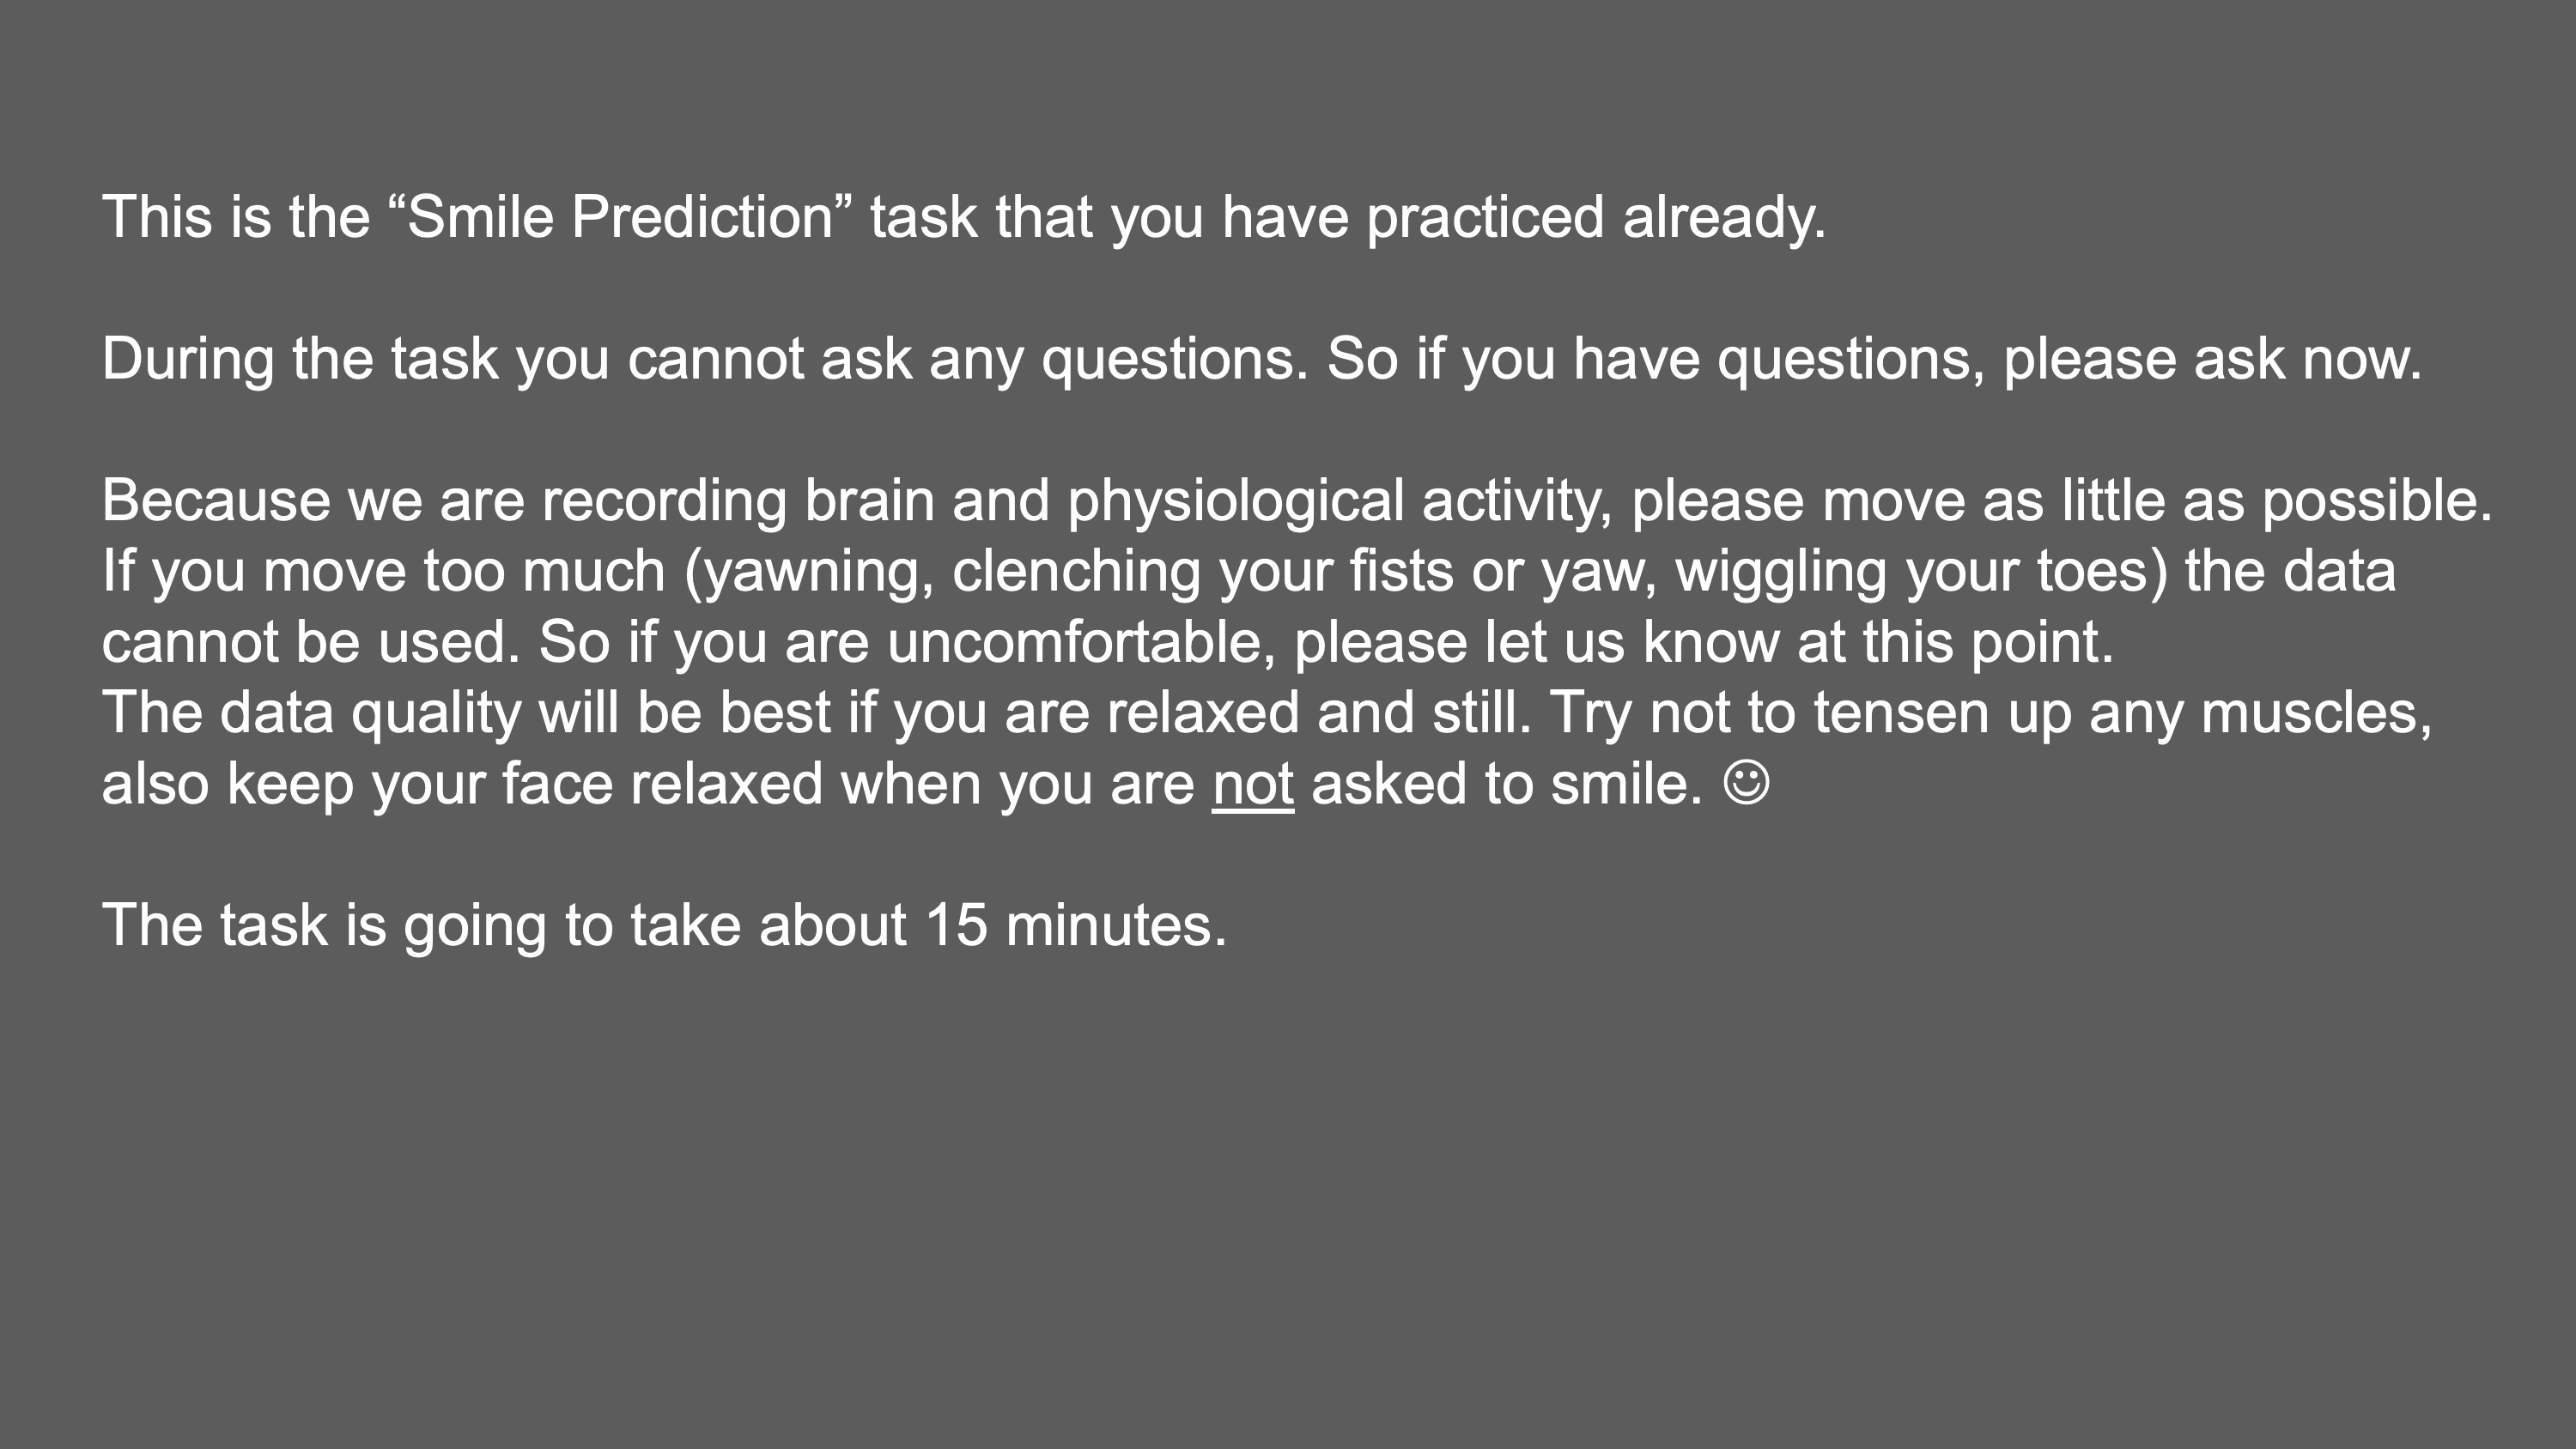 This is the “Smile Prediction” task that you have practiced already.
During the task you cannot ask any questions. So if you have questions, please ask now.
Because we are recording brain and physiological activity, please move as little as possible.
If you move too much (yawning, clenching your fists or yaw, wiggling your toes) the data
cannot be used. So if you are uncomfortable, please let us know at this point.
The data quality will be best if you are relaxed and still. Try not to tensen up any muscles,
also keep your face relaxed when you are not asked to smile. ☺
The task is going to take about 15 minutes.